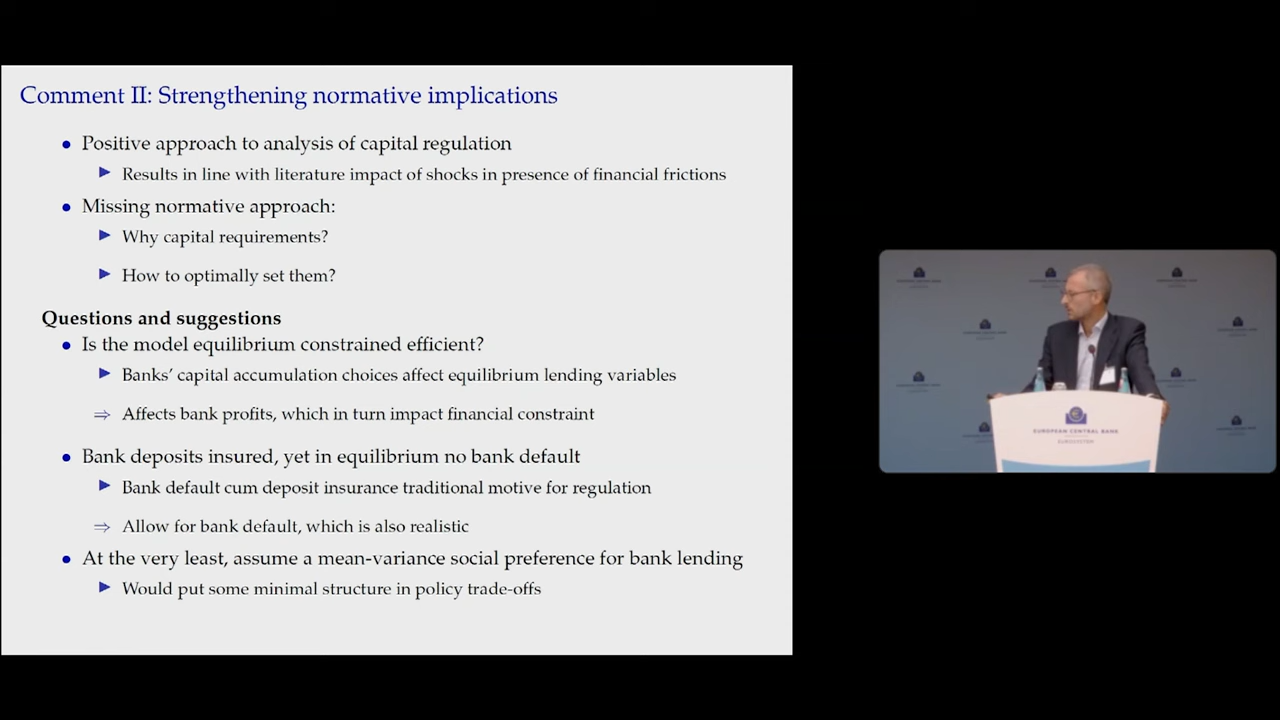 Comment II: Strengthening normative implications
• Positive approach to analysis of capital regulation
▶ Results in line with literature impact of shocks in presence of financial frictions
• Missing normative approach:
▶ Why capital requirements?
▶ How to optimally set them?
Questions and suggestions
• Is the model equilibrium constrained efficient?
▶ Banks' capital accumulation choices affect equilibrium lending variables
⇒ Affects bank profits, which in turn impact financial constraint
• Bank deposits insured, yet in equilibrium no bank default
▶ Bank default cum deposit insurance traditional motive for regulation
⇒ Allow for bank default, which is also realistic
• At the very least, assume a mean-variance social preference for bank lending
▶ Would put some minimal structure in policy trade-offs
EUROPEAN CENTRAL BANK
EUROSYSTEM